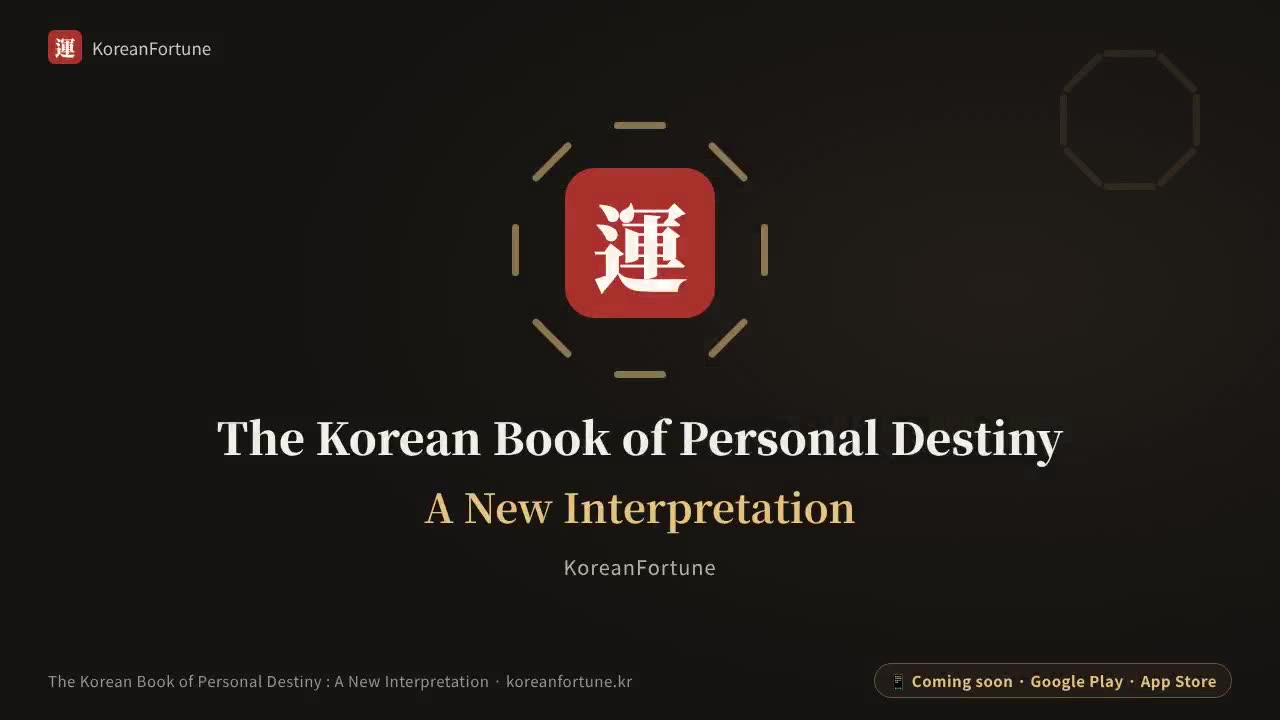 運 KoreanFortune
運
The Korean Book of Personal Destiny
A New Interpretation
KoreanFortune
The Korean Book of Personal Destiny : A New Interpretation · koreanfortune.kr
📱 Coming soon · Google Play · App Store